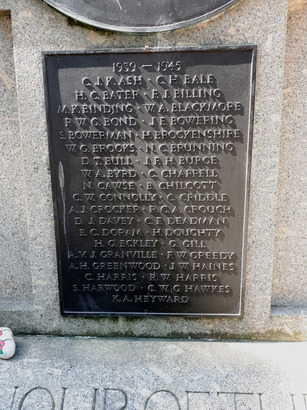 1939 — 1945
C. J. K. ASH · C. H. BALE
H. C. BATER · F. J. BILLING
M. K. BINDING · W. A. BLACKMORE
R. W. G. BOND · J. E. BOWERING
S. BOWERMAN · H. BROCKENSHIRE
W. G. BROOKS · N. C. BRUNNING
D. T. BULL · J. F. H. BURGE
W. A. BYRD · C. CHAPPELL
N. CAWSE · B. CHILCOTT
C. W. CONNOLLY · C. CRIDDLE
A. J. CROCKER · R. C. A. CROUCH
D. J. DAVEY · C. F. DEADMAN
E. C. DORAM · H. DOUGHTY
H. G. ECKLEY · G. GILL
A. V. J. GRANVILLE · F. W. GREEDY
A. H. GREENWOOD · J. W. HAINES
C. HARRIS · R. W. HARRIS
S. HARWOOD · G. W. G. HAWKES
K. A. HEYWARD